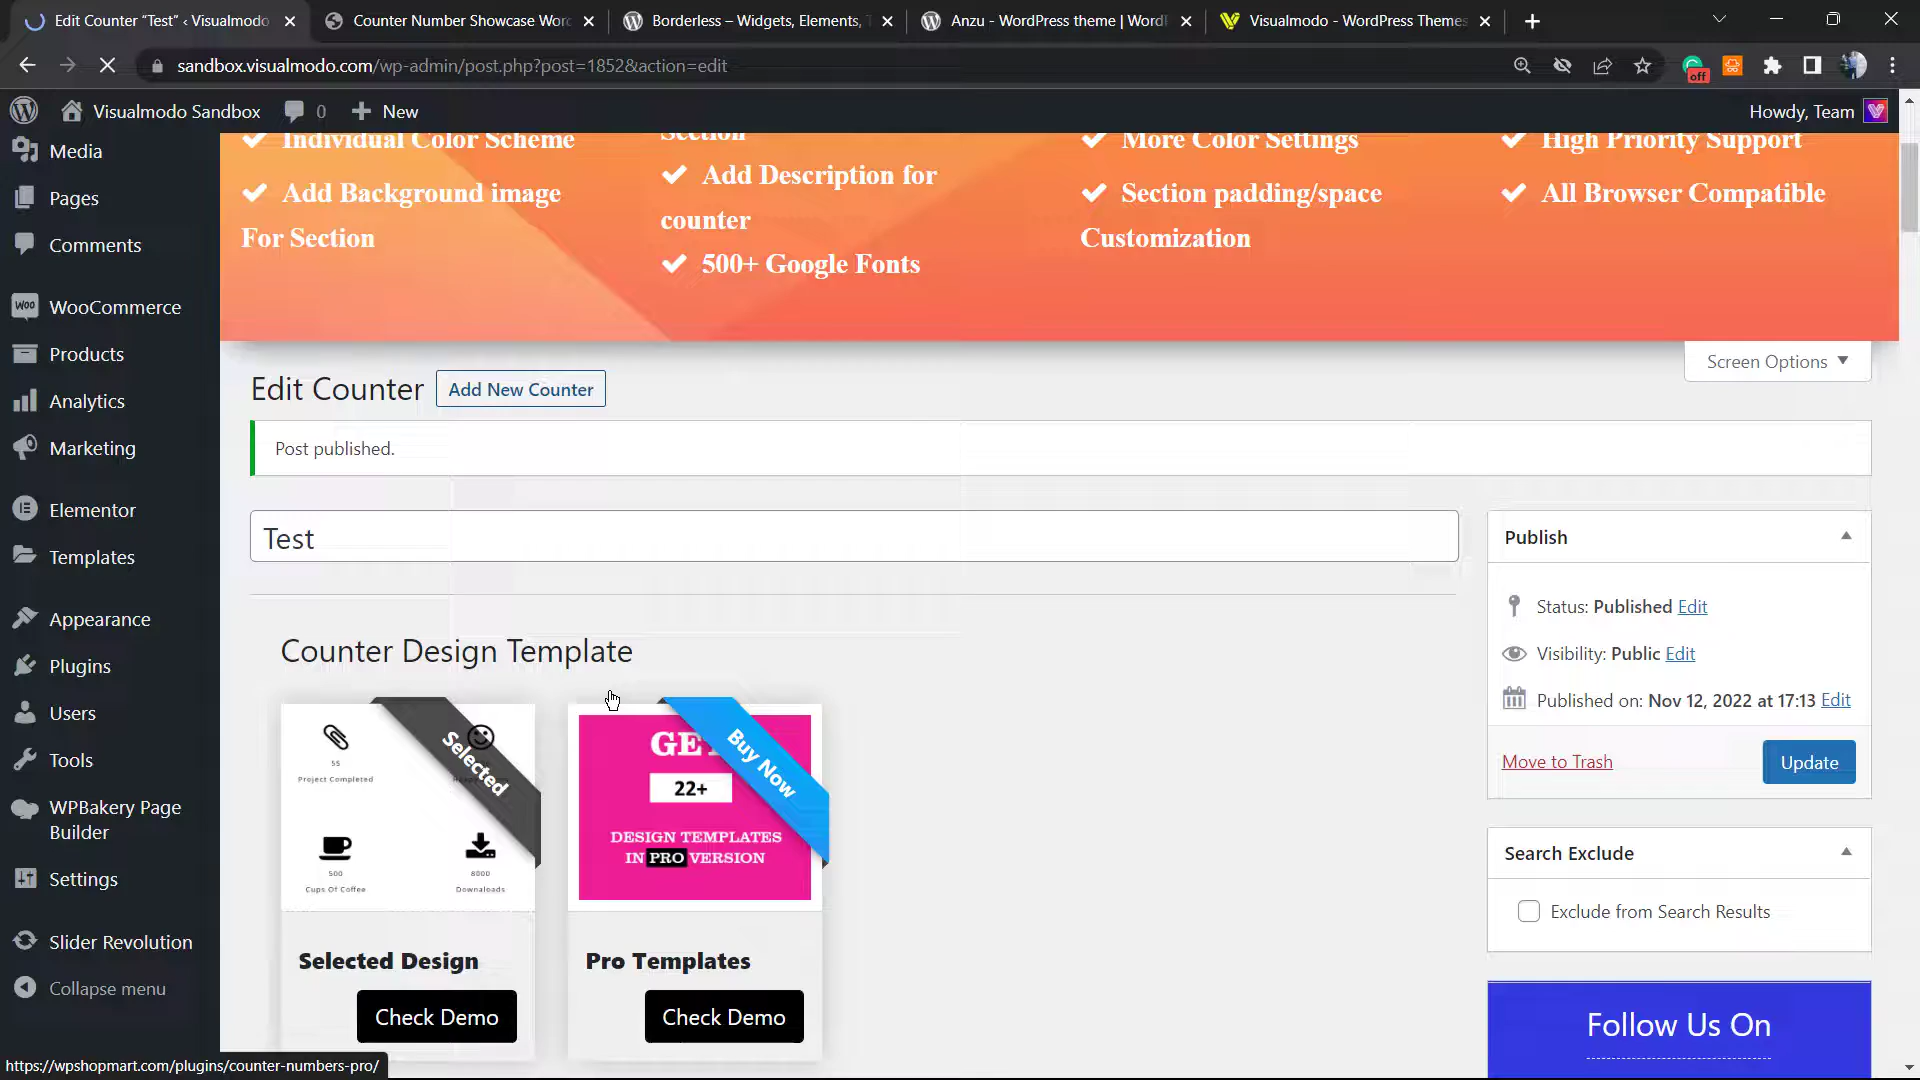 Edit Counter “Test” ‹ Visualmodo
Counter Number Showcase Wor
Borderless – Widgets, Elements, T
Anzu - WordPress theme | Word
Visualmodo - WordPress Themes
sandbox.visualmodo.com/wp-admin/post.php?post=1852&action=edit
off
Visualmodo Sandbox
0
New
Howdy, Team
Media
Pages
Comments
WooCommerce
Products
Analytics
Marketing
Elementor
Templates
Appearance
Plugins
Users
Tools
WPBakery Page
Builder
Settings
Slider Revolution
Collapse menu
Individual Color Scheme
Add Background image
For Section
Section
Add Description for
counter
500+ Google Fonts
More Color Settings
Section padding/space
Customization
High Priority Support
All Browser Compatible
Screen Options
Edit Counter
Add New Counter
Post published.
Test
Counter Design Template
55
Project Completed
Selected
500
Cups Of Coffee
8000
Downaloads
Selected Design
Check Demo
Buy Now
22+
DESIGN TEMPLATES
IN PRO VERSION
Pro Templates
Check Demo
Publish
Status: Published Edit
Visibility: Public Edit
Published on: Nov 12, 2022 at 17:13 Edit
Move to Trash
Update
Search Exclude
Exclude from Search Results
Follow Us On
https://wpshopmart.com/plugins/counter-numbers-pro/